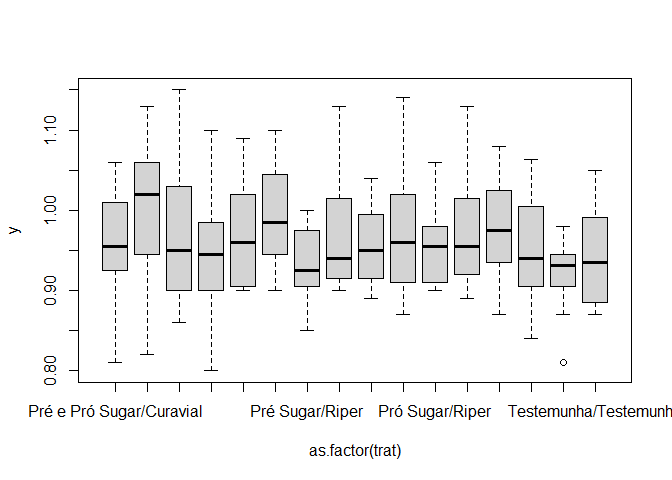 y
1.10
1.00
0.90
0.80
Pré e Pró Sugar/Curavial Pré Sugar/Riper Pró Sugar/Riper Testemunha/Testemunh
as.factor(trat)